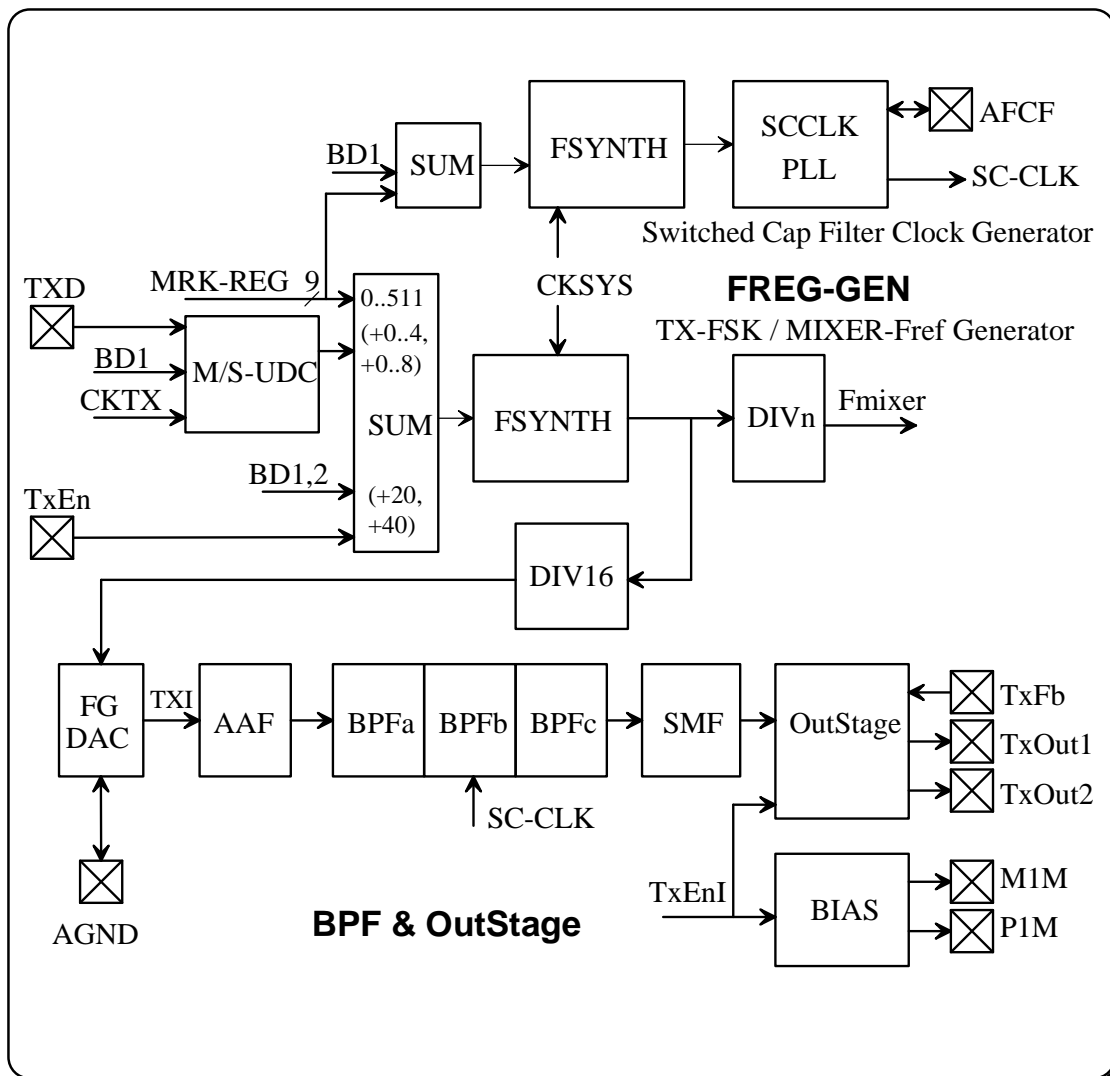 BD1
SUM
FSYNTH
SCCLK
PLL
AFCF
SC-CLK
Switched Cap Filter Clock Generator
TXD
MRK-REG 9
0..511
CKSYS
FREG-GEN
TX-FSK / MIXER-Fref Generator
BD1
CKTX
M/S-UDC
(+0..4,
+0..8)
SUM
FSYNTH
DIVn
Fmixer
BD1,2
(+20,
+40)
TxEn
DIV16
FG
DAC
TXI
AAF
BPFa
BPFb
BPFc
SMF
OutStage
TxFb
TxOut1
TxOut2
SC-CLK
AGND
BPF & OutStage
TxEnI
BIAS
M1M
P1M